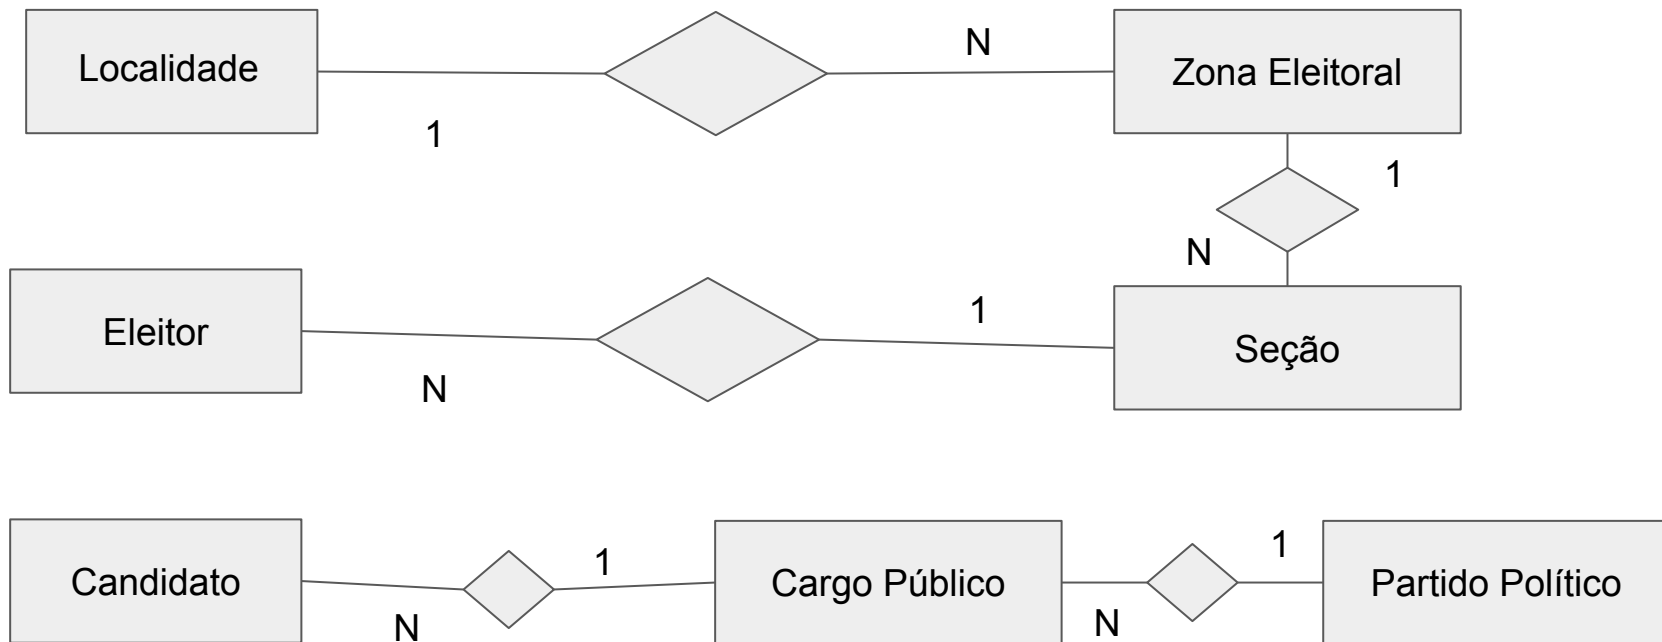 Localidade
1
N
Zona Eleitoral
1
N
Eleitor
N
1
Seção
Candidato
N
1
Cargo Público
N
1
Partido Político